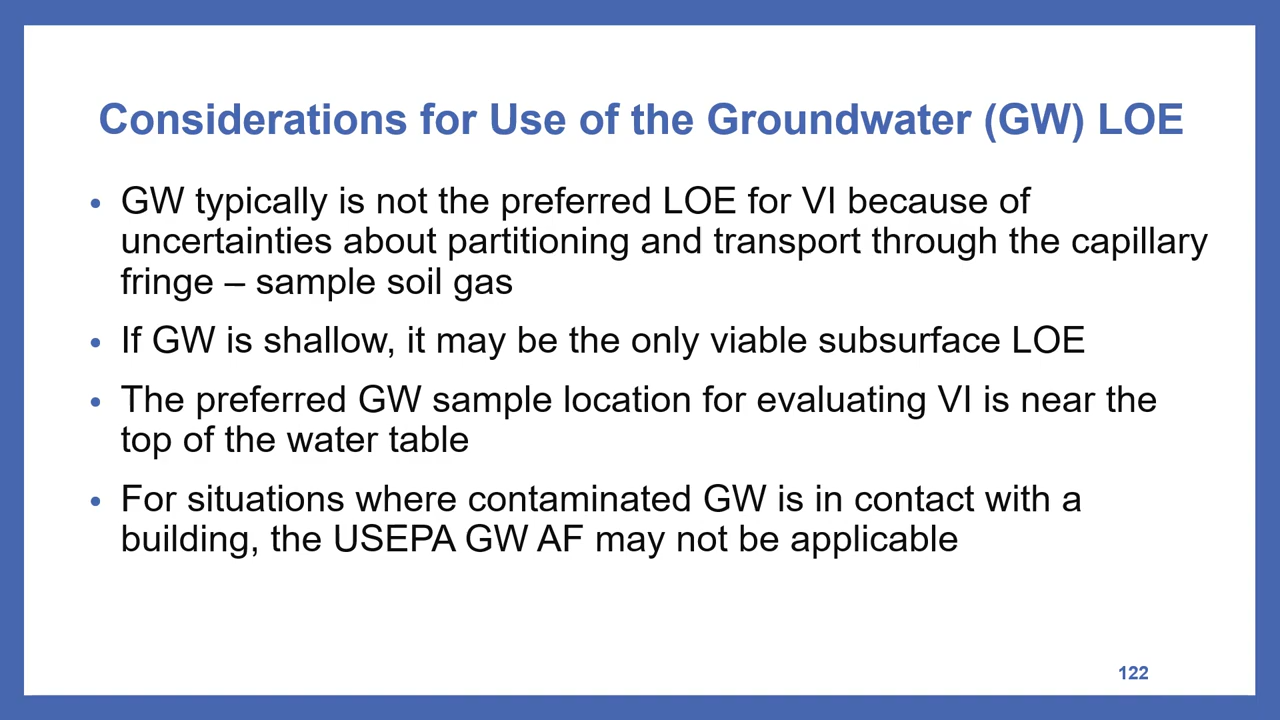 Considerations for Use of the Groundwater (GW) LOE
• GW typically is not the preferred LOE for VI because of
uncertainties about partitioning and transport through the capillary
fringe – sample soil gas
• If GW is shallow, it may be the only viable subsurface LOE
• The preferred GW sample location for evaluating VI is near the
top of the water table
• For situations where contaminated GW is in contact with a
building, the USEPA GW AF may not be applicable
122